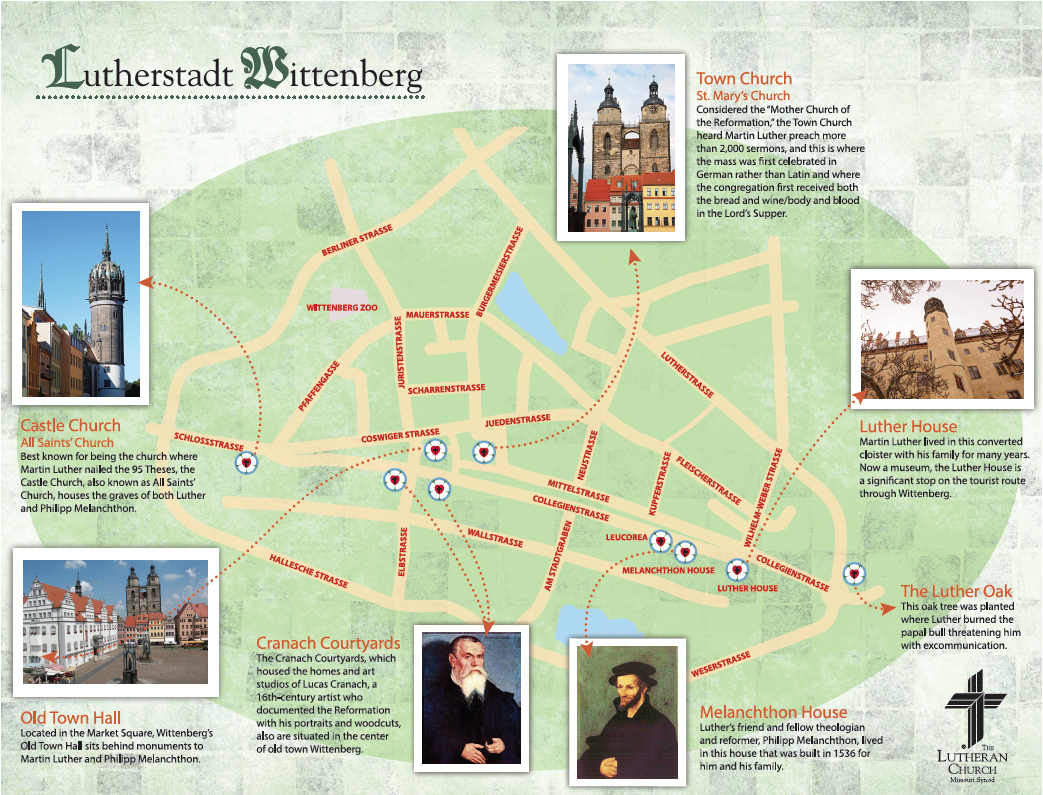 Lutherstadt Wittenberg
Town Church
St. Mary's Church
Considered the "Mother Church of
the Reformation," the Town Church
heard Martin Luther preach more
than 2,000 sermons, and this is where
the mass was first celebrated in
German rather than Latin and where
the congregation first received both
the bread and wine/body and blood
in the Lord's Supper.
BERLINER STRASSE
BURGERMEISIERSTRASSE
WITTENBERG ZOO
MAUERSTRASSE
JURISTENSTRASSE
PFAFFENGASSE
SCHARRENSTRASSE
LUTHERSTRASSE
JUEDENSTRASSE
COSWIGER STRASSE
SCHLOSSSTRASSE
Castle Church
All Saints' Church
Best known for being the church where
Martin Luther nailed the 95 Theses, the
Castle Church, also known as All Saints'
Church, houses the graves of both Luther
and Philipp Melanchthon.
Luther House
Martin Luther lived in this converted
cloister with his family for many years.
Now a museum, the Luther House is
a significant stop on the tourist route
through Wittenberg.
NEUSTRASSE
MITTELSTRASSE
KUPFERSTRASSE
FLEISCHERSTRASSE
WILHELM-WEBER STRASSE
COLLEGIENSTRASSE
WALLSTRASSE
ELBSTRASSE
AM STADTGRABEN
LEUCOREA
MELANCHTHON HOUSE
LUTHER HOUSE
COLLEGIENSTRASSE
HALLESCHE STRASSE
WESERSTRASSE
The Luther Oak
This oak tree was planted
where Luther burned the
papal bull threatening him
with excommunication.
Cranach Courtyards
The Cranach Courtyards, which
housed the homes and art
studios of Lucas Cranach, a
16th-century artist who
documented the Reformation
with his portraits and woodcuts,
also are situated in the center
of old town Wittenberg.
Old Town Hall
Located in the Market Square, Wittenberg's
Old Town Hall sits behind monuments to
Martin Luther and Philipp Melanchthon.
Melanchthon House
Luther's friend and fellow theologian
and reformer, Philipp Melanchthon, lived
in this house that was built in 1536 for
him and his family.
THE
LUTHERAN
CHURCH
Missouri Synod